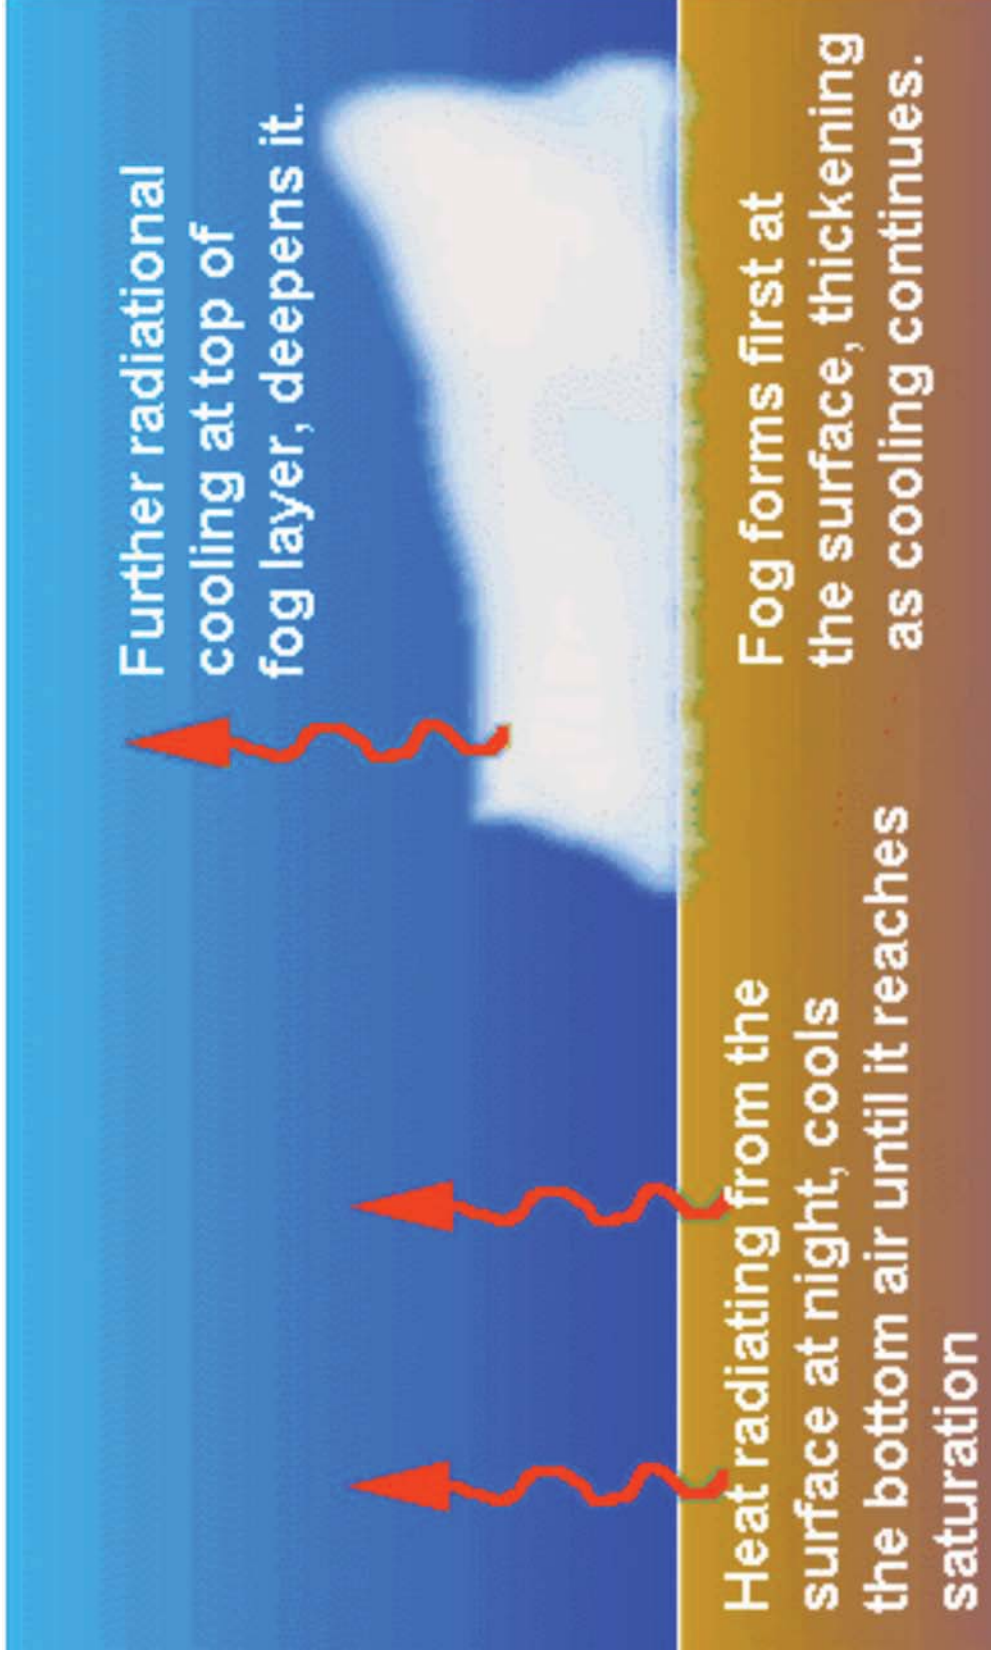 Further radiational
cooling at top of
fog layer, deepens it.
Heat radiating from the
surface at night, cools
the bottom air until it reaches
saturation
Fog forms first at
the surface, thickening
as cooling continues.